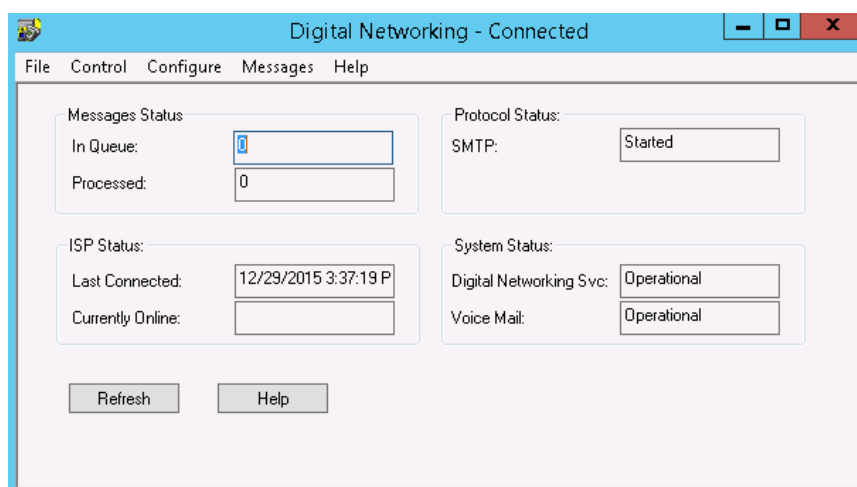 Digital Networking - Connected
File Control Configure Messages Help
Messages Status
In Queue: 0
Processed: 0
Protocol Status:
SMTP: Started
ISP Status:
Last Connected: 12/29/2015 3:37:19 P
Currently Online:
System Status:
Digital Networking Svc: Operational
Voice Mail: Operational
Refresh Help